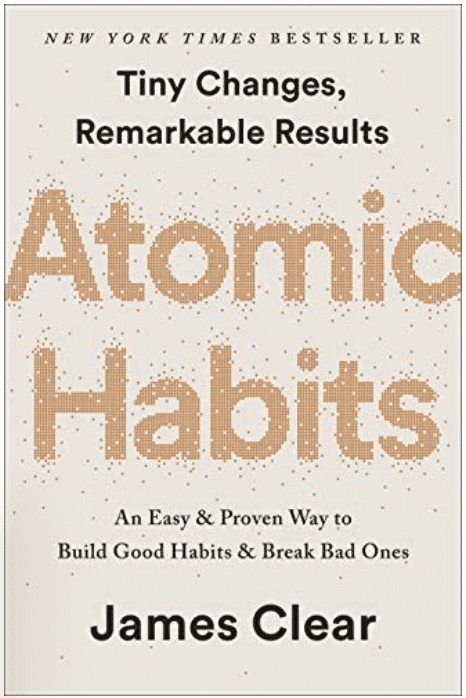 NEW YORK TIMES BESTSELLER
Tiny Changes,
Remarkable Results
Atomic
Habits
An Easy & Proven Way to
Build Good Habits & Break Bad Ones
James Clear